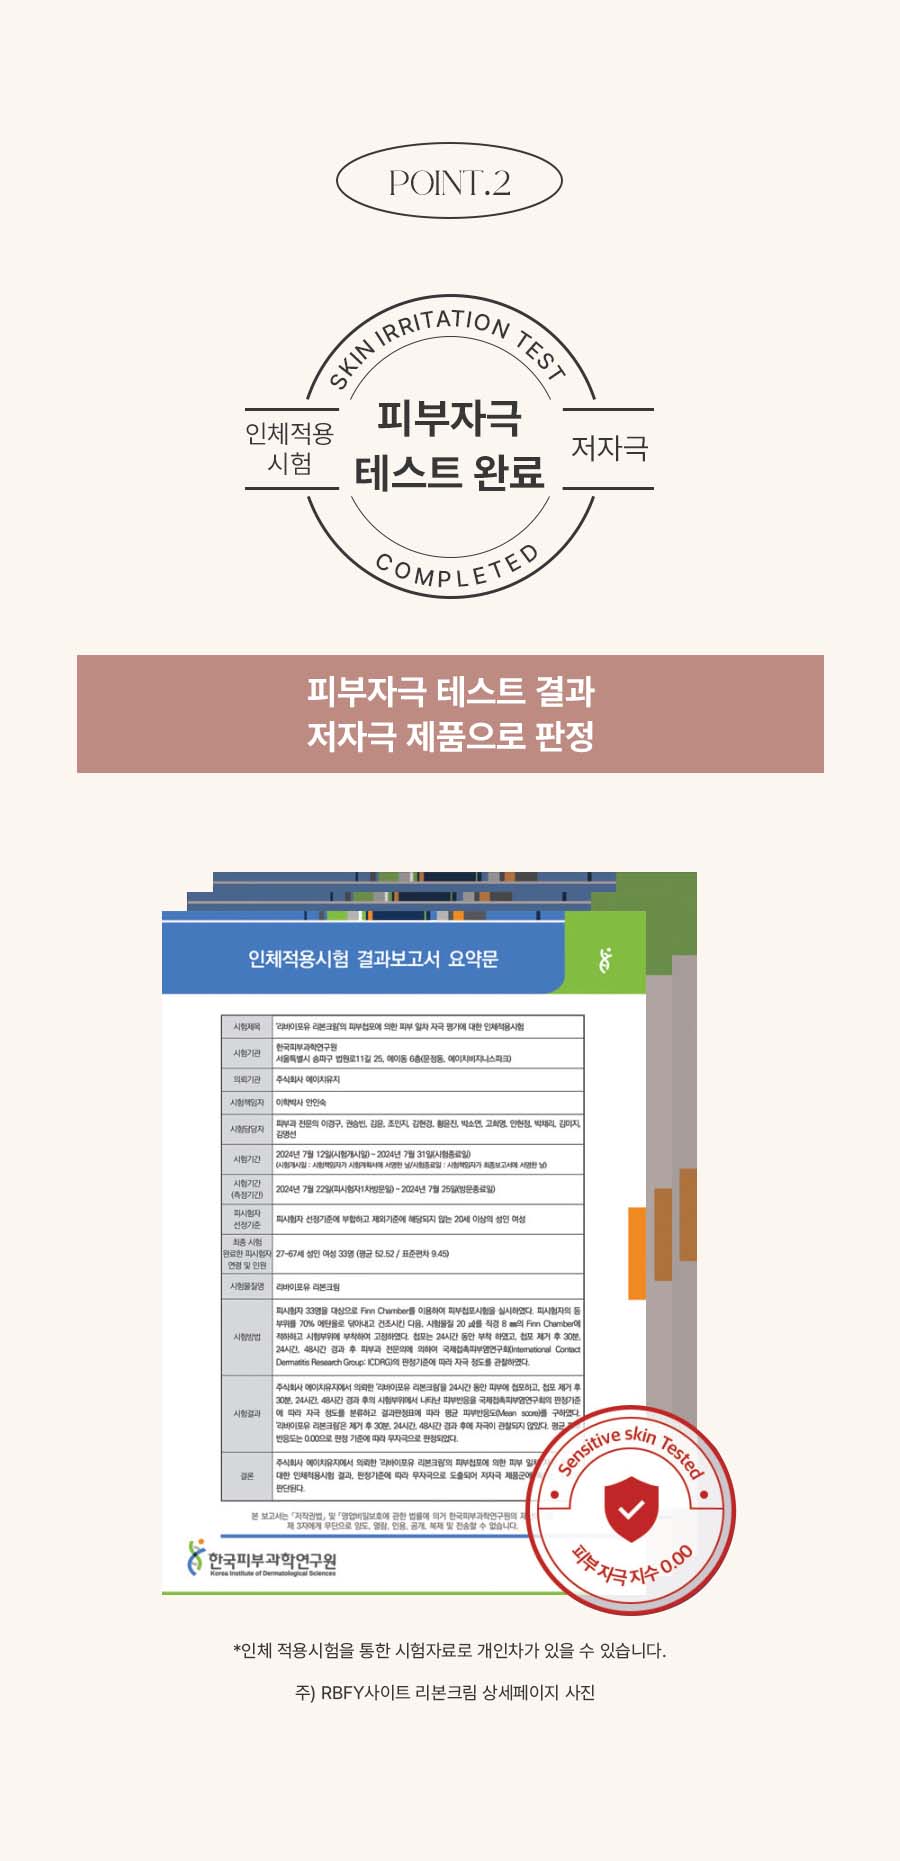 POINT.2
SKIN IRRITATION TEST
인체적용
시험
피부자극
테스트 완료
저자극
COMPLETED
피부자극 테스트 결과
저자극 제품으로 판정
인체적용시험 결과보고서 요약문
시험제목 '리바이포유 리본크림'의 피부첩포에 의한 피부 일차 자극 평가에 대한 인체적용시험
시험기관 한국피부과학연구원
서울특별시 송파구 법원로11길 25, 에이동 6층(문정동, 에이치비지니스파크)
의뢰기관 주식회사 에이치유지
시험책임자 이학박사 안인숙
시험담당자 피부과 전문의 이경구, 권승빈, 김윤, 조민지, 김현경, 황윤진, 박소연, 고희영, 안현정, 박채리, 김미지,
김명선
시험기간 2024년 7월 12일(시험개시일) ~ 2024년 7월 31일(시험종료일)
(시험개시일 : 시험책임자가 시험계획서에 서명한 날/시험종료일 : 시험책임자가 최종보고서에 서명한 날)
시험기간
(측정기간) 2024년 7월 22일(피시험자1차방문일) ~ 2024년 7월 25일(방문종료일)
피시험자
선정기준 피시험자 선정기준에 부합하고 제외기준에 해당되지 않는 20세 이상의 성인 여성
최종 시험
완료한 피시험자
연령 및 인원 27~67세 성인 여성 33명 (평균 52.52 / 표준편차 9.45)
시험물질명 리바이포유 리본크림
시험방법 피시험자 33명을 대상으로 Finn Chamber를 이용하여 피부첩포시험을 실시하였다. 피시험자의 등
부위를 70% 에탄올로 닦아내고 건조시킨 다음, 시험물질 20 ㎕를 직경 8 ㎜의 Finn Chamber에
적하하고 시험부위에 부착하여 고정하였다. 첩포는 24시간 동안 부착 하였고, 첩포 제거 후 30분,
24시간, 48시간 경과 후 피부과 전문의에 의하여 국제접촉피부염연구회(International Contact
Dermatitis Research Group: ICDRG)의 판정기준에 따라 자극 정도를 관찰하였다.
시험결과 주식회사 에이치유지에서 의뢰한 '리바이포유 리본크림'을 24시간 동안 피부에 첩포하고, 첩포 제거 후
30분, 24시간, 48시간 경과 후의 시험부위에서 나타난 피부반응을 국제접촉피부염연구회의 판정기준
에 따라 자극 정도를 분류하고 결과판정표에 따라 평균 피부반응도(Mean score)를 구하였다.
'리바이포유 리본크림'은 제거 후 30분, 24시간, 48시간 경과 후에 자극이 관찰되지 않았다. 평균
반응도는 0.00으로 판정 기준에 따라 무자극으로 판정되었다.
결론 주식회사 에이치유지에서 의뢰한 '리바이포유 리본크림'의 피부첩포에 의한 피부 일차
대한 인체적용시험 결과, 판정기준에 따라 무자극으로 도출되어 저자극 제품군에
판단된다.
본 보고서는 「저작권법」 및 「영업비밀보호에 관한 법률」에 의거 한국피부과학연구원의
제 3자에게 무단으로 양도, 열람, 인용, 공개, 복제 및 전송할 수 없습니다.
한국피부과학연구원
Korea Institute of Dermatological Sciences
Sensitive skin Tested
피부 자극 지수 0.00
*인체 적용시험을 통한 시험자료로 개인차가 있을 수 있습니다.
주) RBFY사이트 리본크림 상세페이지 사진